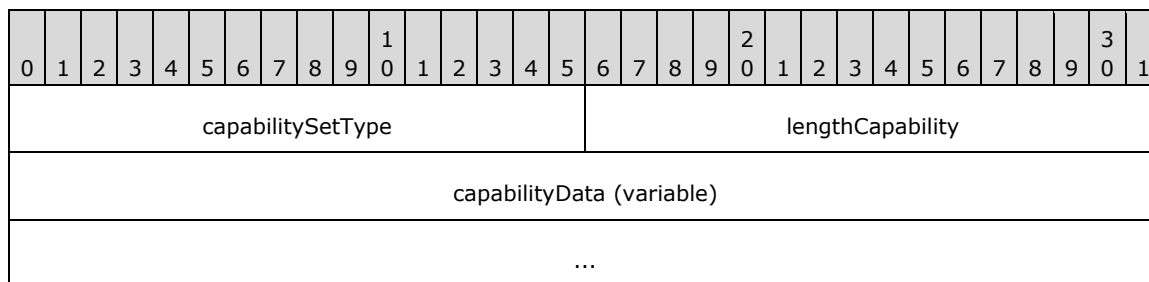 1 2 3
0 1 2 3 4 5 6 7 8 9 0 1 2 3 4 5 6 7 8 9 0 1 2 3 4 5 6 7 8 9 0 1
capabilitySetType lengthCapability
capabilityData (variable)
...